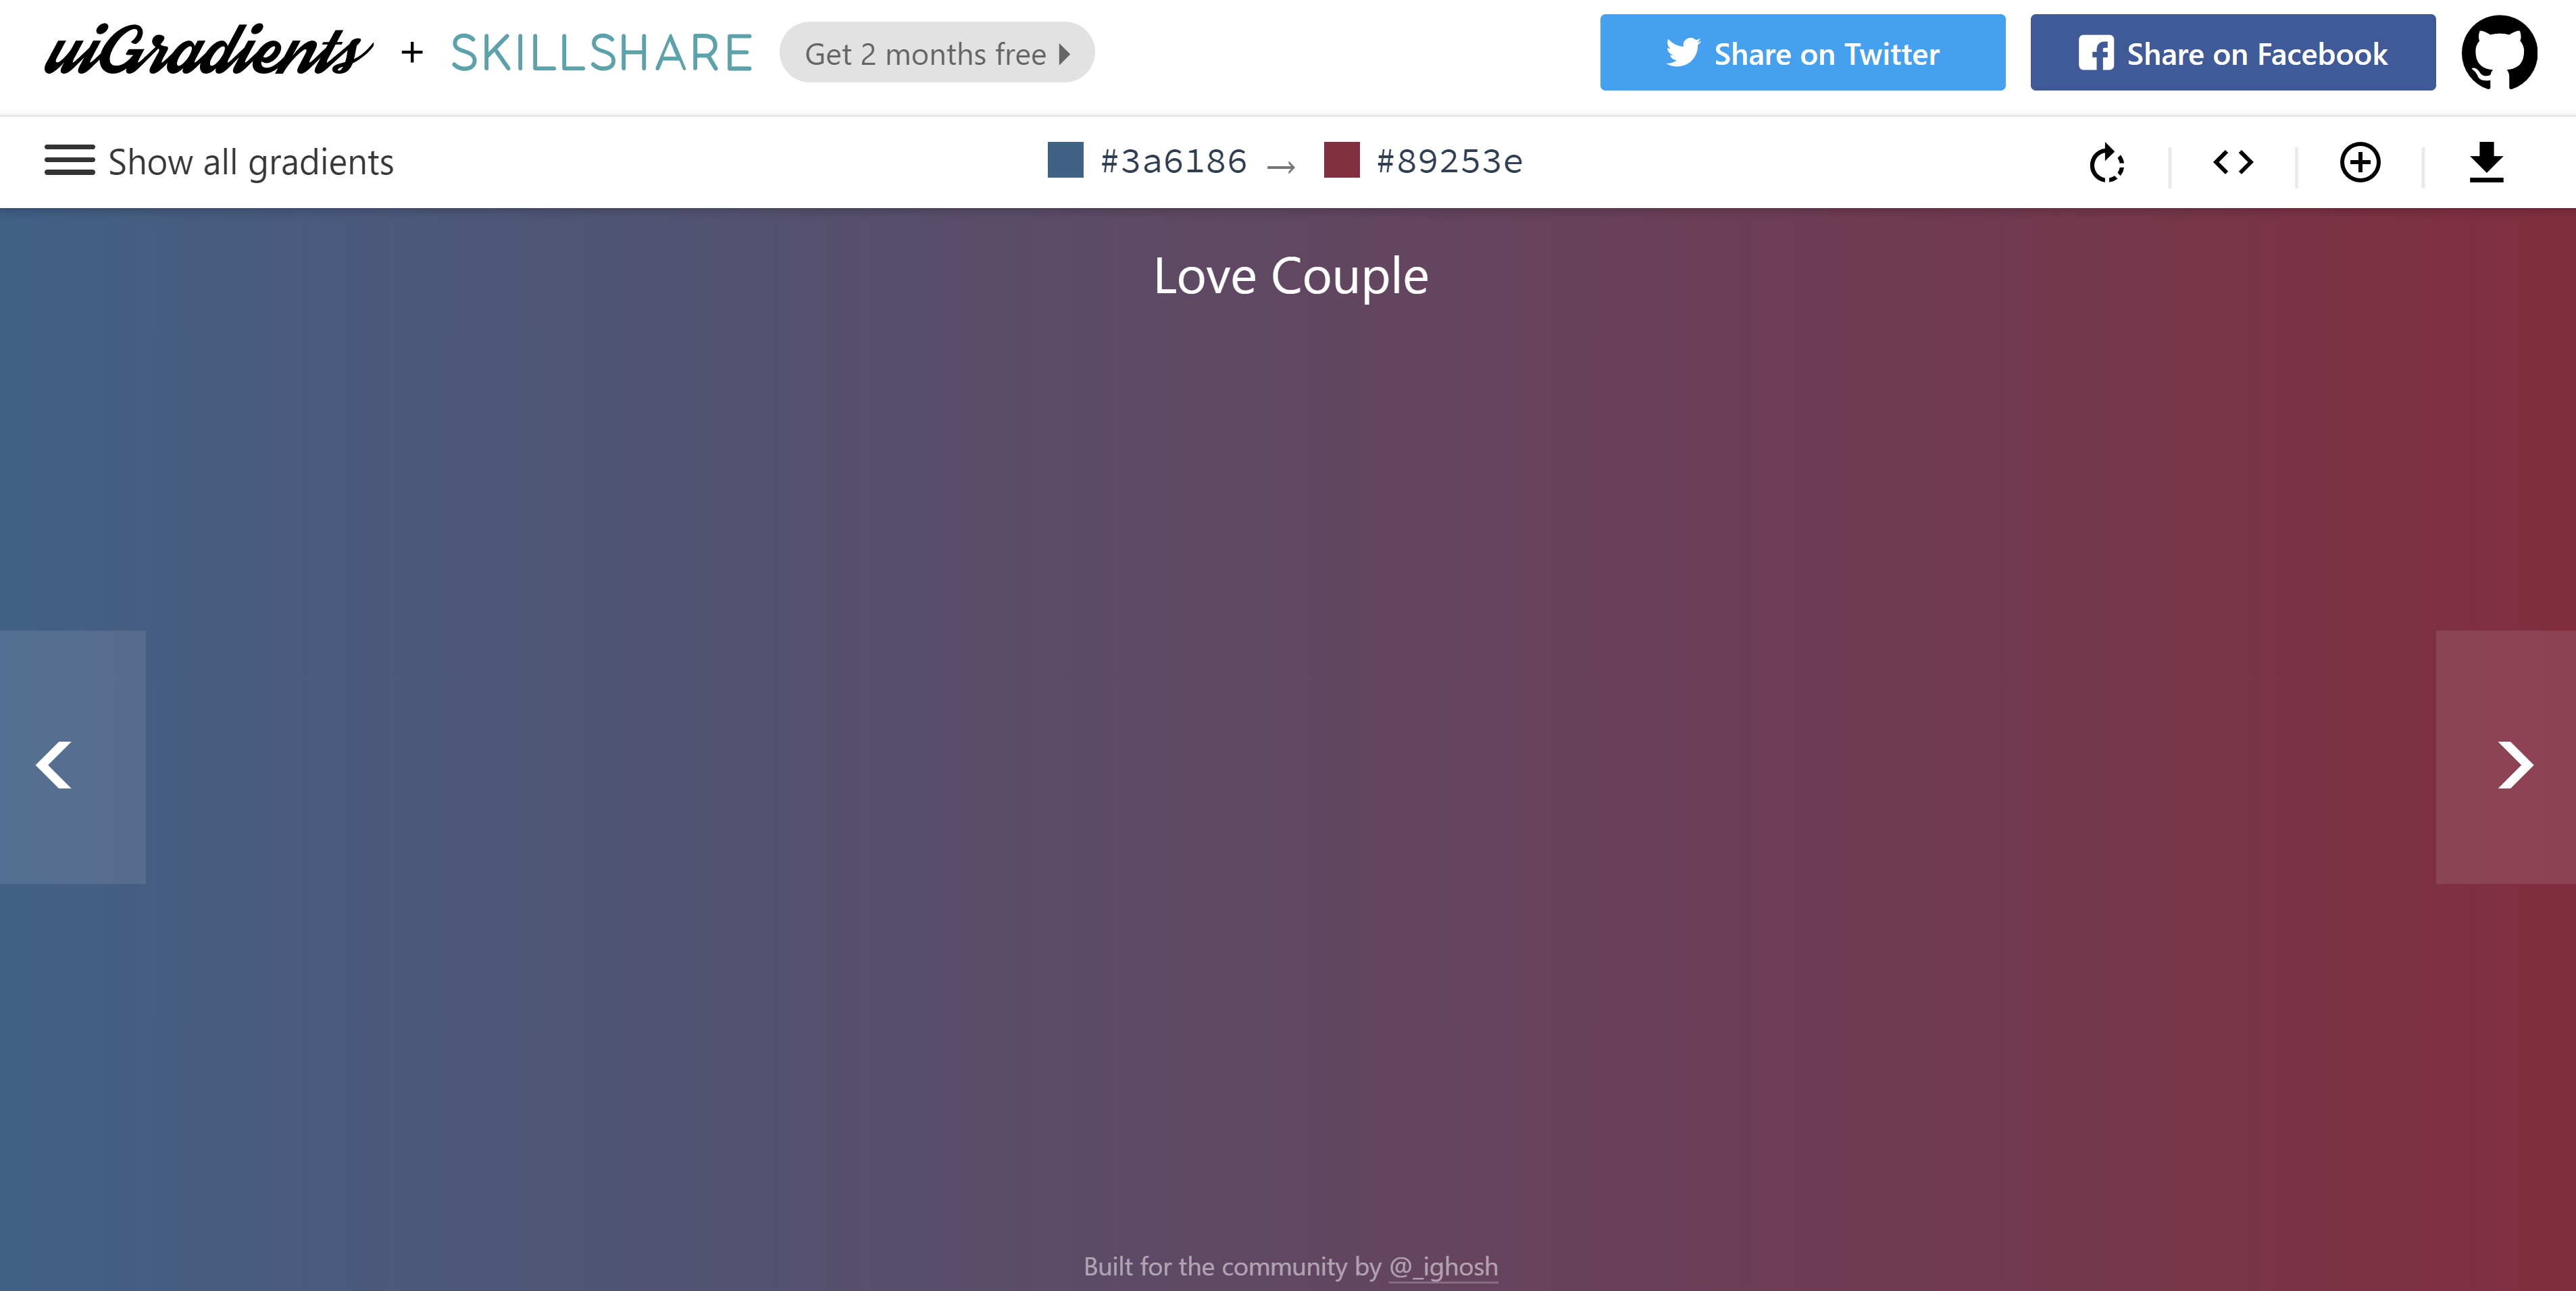 uiGradients + SKILLSHARE Get 2 months free
Share on Twitter Share on Facebook
Show all gradients #3a6186 → #89253e
Love Couple
Built for the community by @_ighosh